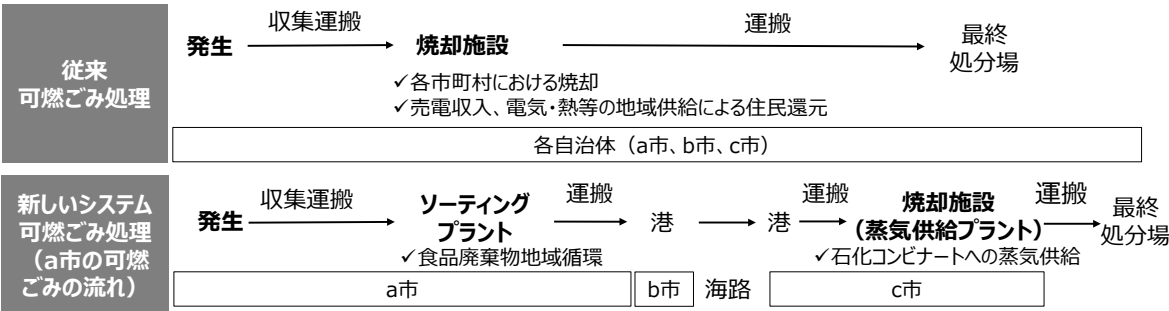 従来
可燃ごみ処理
発生
収集運搬
焼却施設
運搬
最終
処分場
✓各市町村における焼却
✓売電収入、電気・熱等の地域供給による住民還元
各自治体（a市、b市、c市）
新しいシステム
可燃ごみ処理
（a市の可燃
ごみの流れ）
発生
収集運搬
ソーティング
プラント
運搬
港
港
運搬
焼却施設
（蒸気供給プラント）
運搬
最終
処分場
✓食品廃棄物地域循環
✓石化コンビナートへの蒸気供給
a市
b市
海路
c市